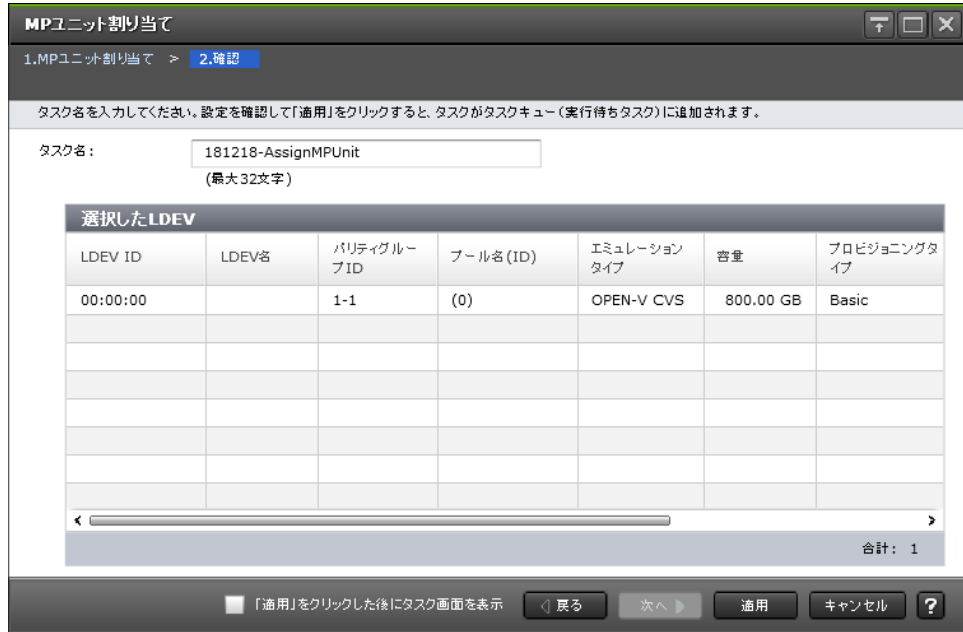 MPユニット割り当て
1.MPユニット割り当て > 2.確認
タスク名を入力してください。設定を確認して「適用」をクリックすると、タスクがタスクキュー(実行待ちタスク)に追加されます。
タスク名: 181218-AssignMPUnit
(最大32文字)
選択したLDEV
LDEV ID LDEV名 パリティグルー プール名(ID) エミュレーション 容量 プロビジョニングタ
プID タイプ イプ
00:00:00 1-1 (0) OPEN-V CVS 800.00 GB Basic
合計: 1
「適用」をクリックした後にタスク画面を表示 戻る 次へ 適用 キャンセル ?